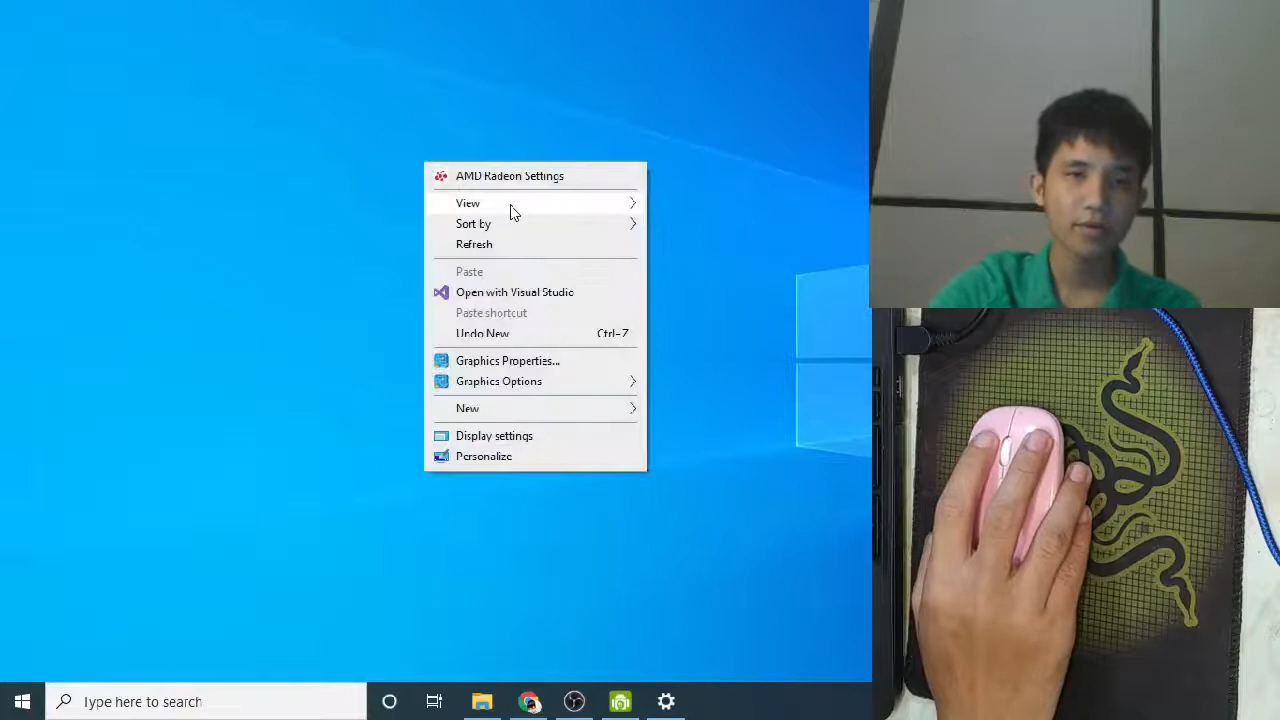 AMD Radeon Settings
View
Sort by
Refresh
Paste
Open with Visual Studio
Paste shortcut
Undo New Ctrl+Z
Graphics Properties...
Graphics Options
New
Display settings
Personalize
Type here to search